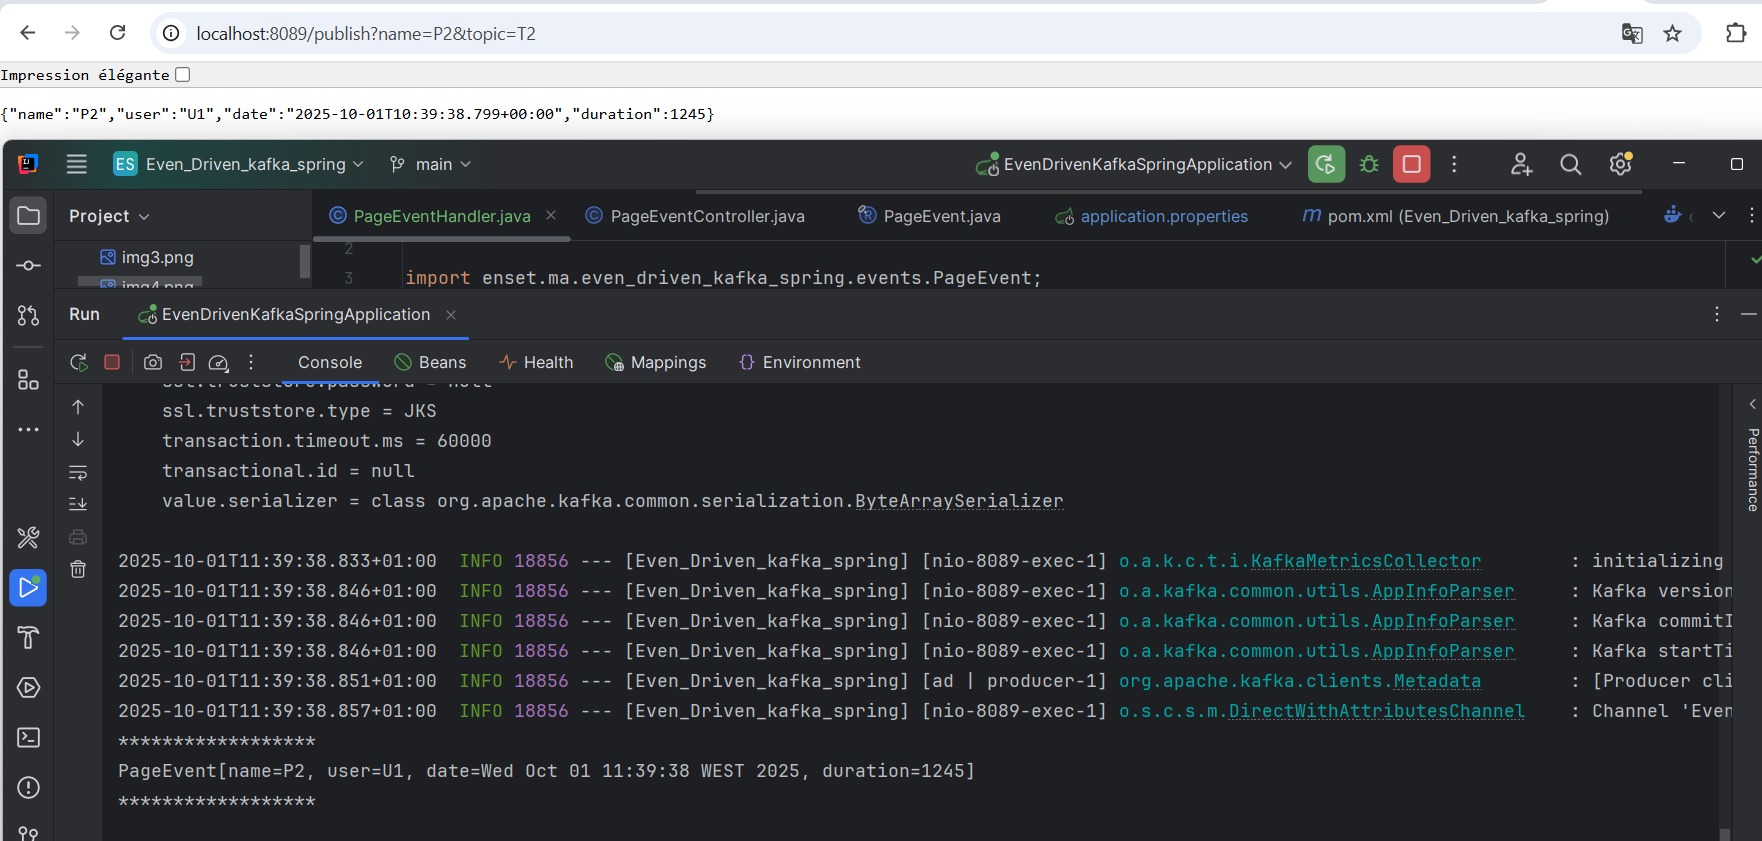 localhost:8089/publish?name=P2&topic=T2
Impression élégante
{"name":"P2","user":"U1","date":"2025-10-01T10:39:38.799+00:00","duration":1245}
ES Even_Driven_kafka_spring main EvenDrivenKafkaSpringApplication
Project PageEventHandler.java PageEventController.java PageEvent.java application.properties pom.xml (Even_Driven_kafka_spring)
img3.png 2
img4.png 3 import enset.ma.even_driven_kafka_spring.events.PageEvent;
Run EvenDrivenKafkaSpringApplication
Console Beans Health Mappings Environment
ssl.truststore.password = null
ssl.truststore.type = JKS
transaction.timeout.ms = 60000
transactional.id = null
value.serializer = class org.apache.kafka.common.serialization.ByteArraySerializer
Performance
2025-10-01T11:39:38.833+01:00 INFO 18856 --- [Even_Driven_kafka_spring] [nio-8089-exec-1] o.a.k.c.t.i.KafkaMetricsCollector : initializing
2025-10-01T11:39:38.846+01:00 INFO 18856 --- [Even_Driven_kafka_spring] [nio-8089-exec-1] o.a.kafka.common.utils.AppInfoParser : Kafka version
2025-10-01T11:39:38.846+01:00 INFO 18856 --- [Even_Driven_kafka_spring] [nio-8089-exec-1] o.a.kafka.common.utils.AppInfoParser : Kafka commitI
2025-10-01T11:39:38.846+01:00 INFO 18856 --- [Even_Driven_kafka_spring] [nio-8089-exec-1] o.a.kafka.common.utils.AppInfoParser : Kafka startTi
2025-10-01T11:39:38.851+01:00 INFO 18856 --- [Even_Driven_kafka_spring] [ad | producer-1] org.apache.kafka.clients.Metadata : [Producer cli
2025-10-01T11:39:38.857+01:00 INFO 18856 --- [Even_Driven_kafka_spring] [nio-8089-exec-1] o.s.c.s.m.DirectWithAttributesChannel : Channel 'Even
******************
PageEvent[name=P2, user=U1, date=Wed Oct 01 11:39:38 WEST 2025, duration=1245]
******************